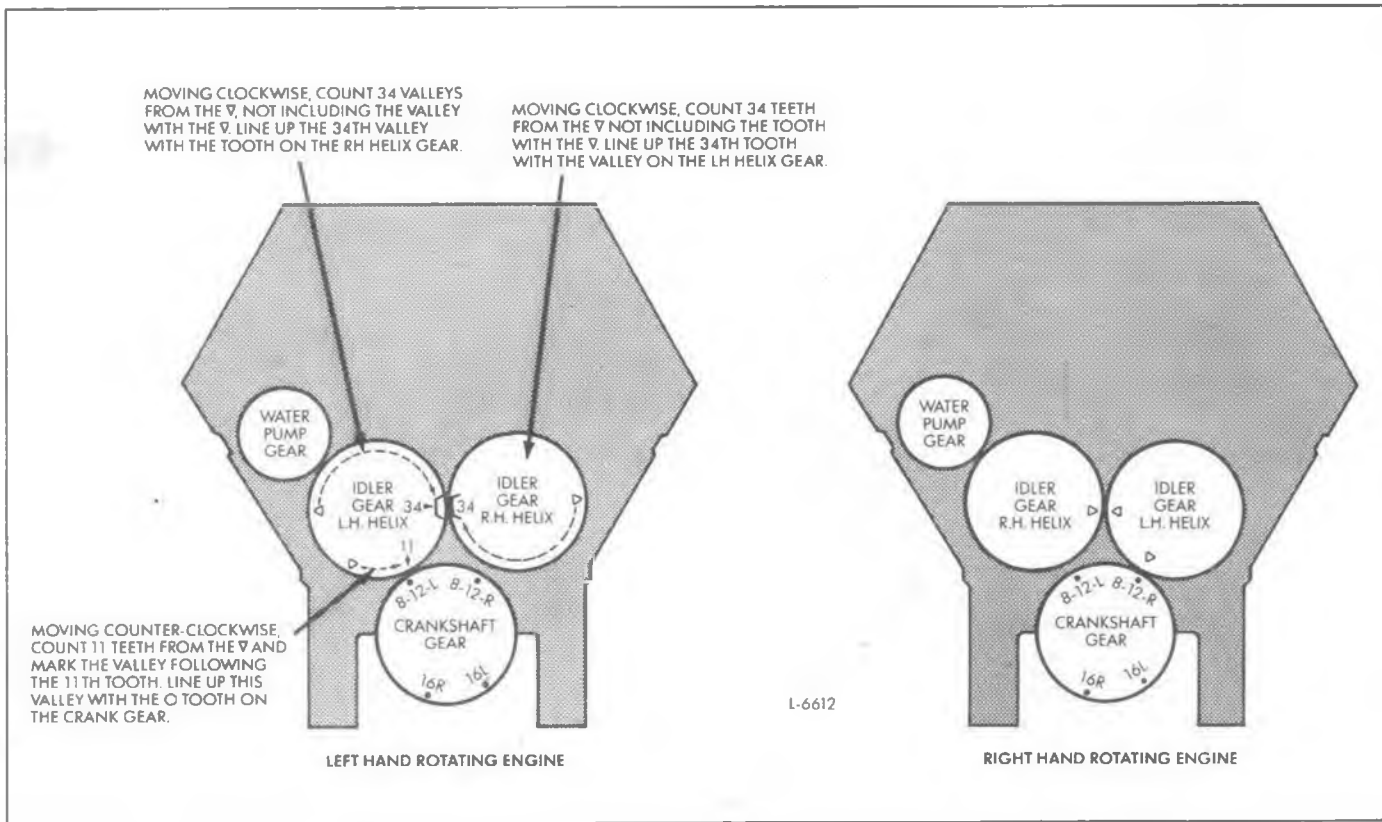 MOVING CLOCKWISE, COUNT 34 VALLEYS
FROM THE ∇, NOT INCLUDING THE VALLEY
WITH THE ∇. LINE UP THE 34TH VALLEY
WITH THE TOOTH ON THE RH HELIX GEAR.
MOVING CLOCKWISE, COUNT 34 TEETH
FROM THE ∇ NOT INCLUDING THE TOOTH
WITH THE ∇. LINE UP THE 34TH TOOTH
WITH THE VALLEY ON THE LH HELIX GEAR.
WATER
PUMP
GEAR
IDLER
GEAR
L.H. HELIX
34
34
IDLER
GEAR
R.H. HELIX
11
8-12-L
8-12-R
CRANKSHAFT
GEAR
16R
16L
MOVING COUNTER-CLOCKWISE,
COUNT 11 TEETH FROM THE ∇ AND
MARK THE VALLEY FOLLOWING
THE 11TH TOOTH. LINE UP THIS
VALLEY WITH THE O TOOTH ON
THE CRANK GEAR.
LEFT HAND ROTATING ENGINE
WATER
PUMP
GEAR
IDLER
GEAR
R.H. HELIX
IDLER
GEAR
L.H. HELIX
8-12-L
8-12-R
CRANKSHAFT
GEAR
16R
16L
L-6612
RIGHT HAND ROTATING ENGINE